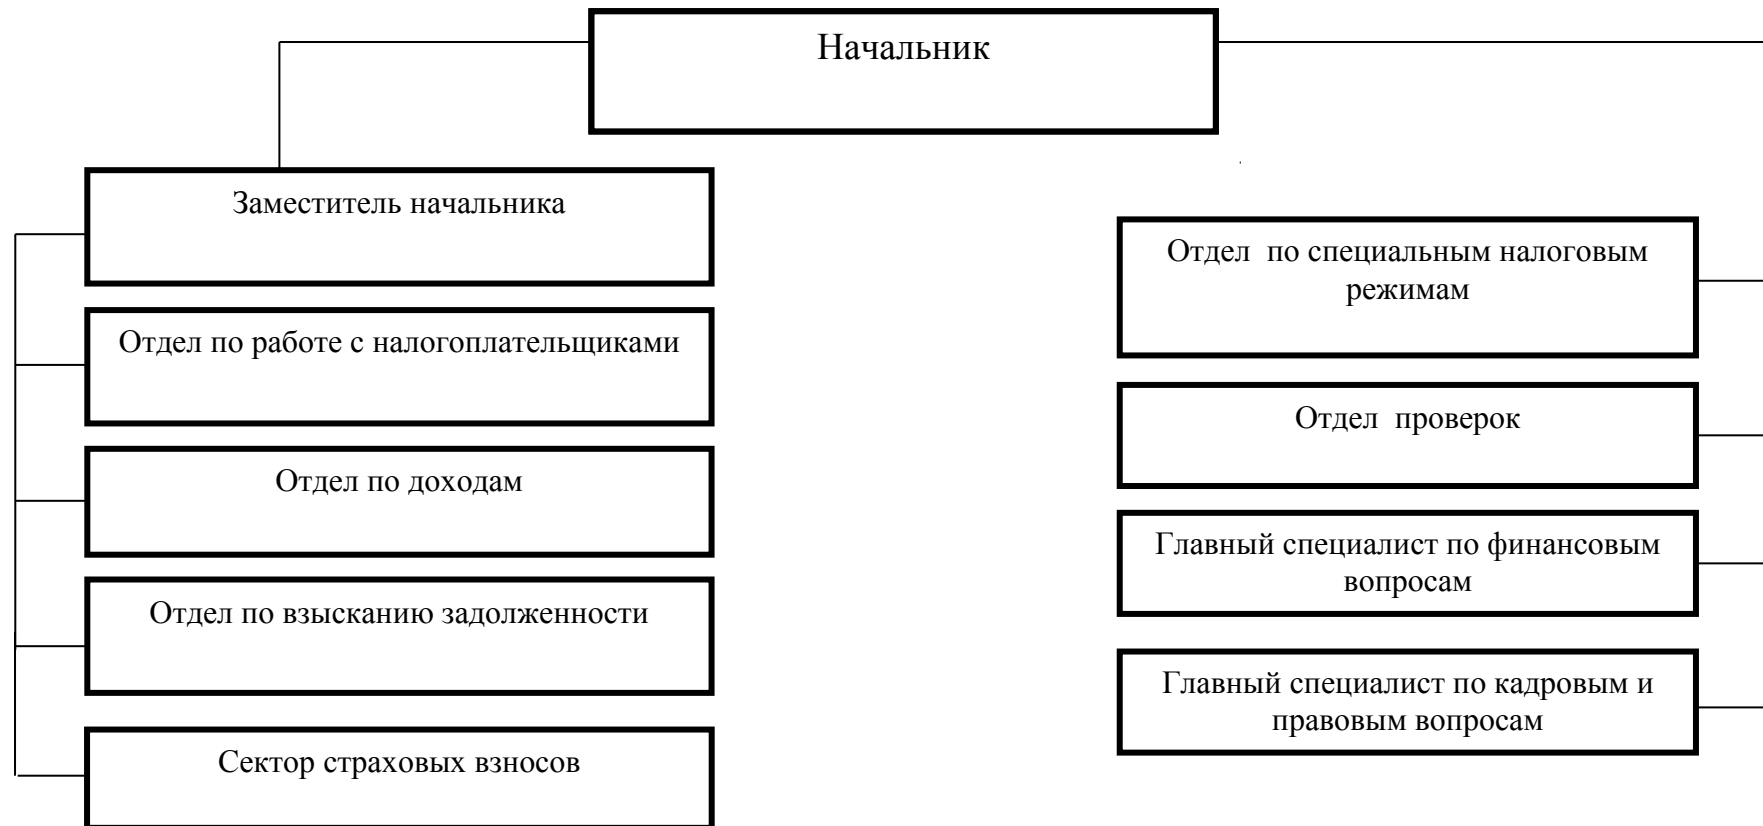 Начальник
Заместитель начальника
Отдел по работе с налогоплательщиками
Отдел по доходам
Отдел по взысканию задолженности
Сектор страховых взносов
Отдел  по специальным налоговым
режимам
Отдел  проверок
Главный специалист по финансовым
вопросам
Главный специалист по кадровым и
правовым вопросам